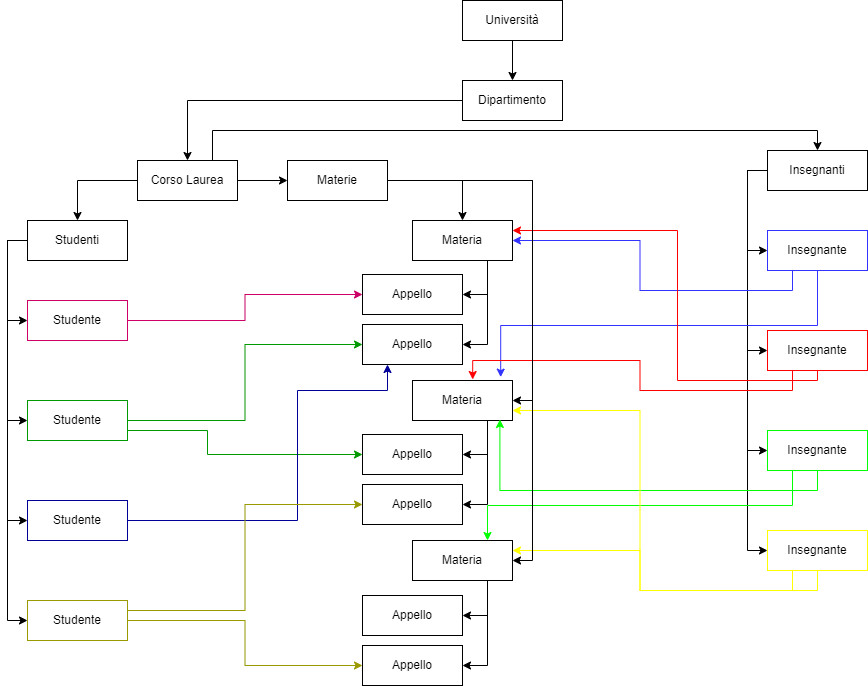 Università
Dipartimento
Corso Laurea
Materie
Insegnanti
Studenti
Materia
Insegnante
Appello
Studente
Appello
Insegnante
Materia
Studente
Appello
Insegnante
Appello
Studente
Materia
Insegnante
Appello
Studente
Appello